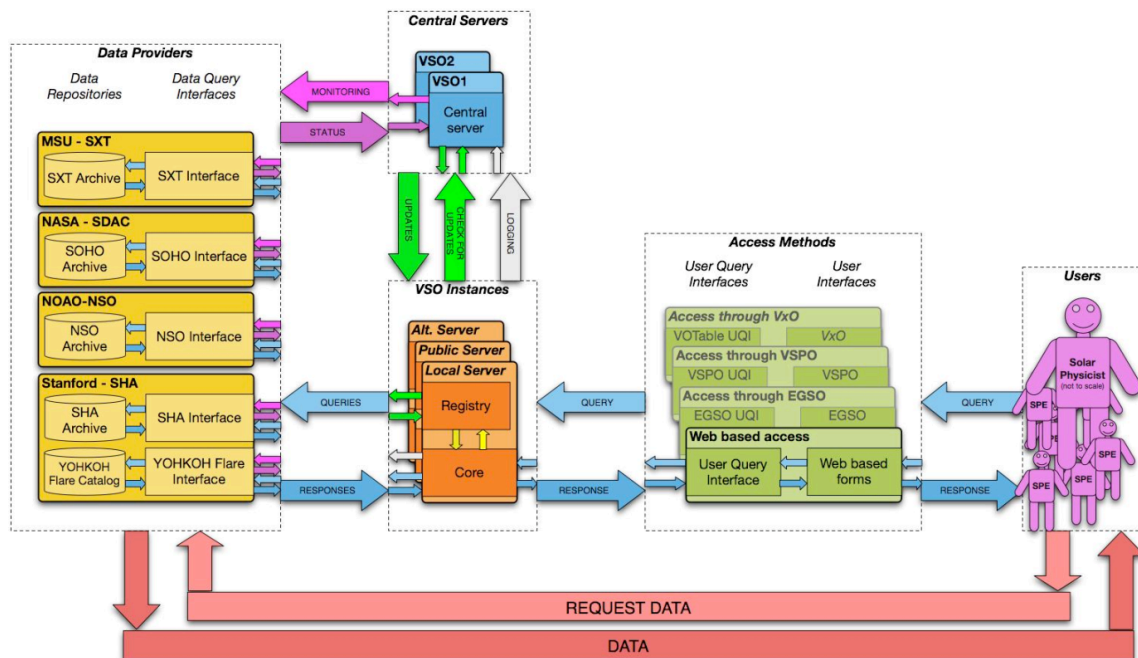 Data Providers
Data
Repositories
Data Query
Interfaces
MSU - SXT
SXT Archive
SXT Interface
NASA - SDAC
SOHO
Archive
SOHO Interface
NOAO-NSO
NSO
Archive
NSO Interface
Stanford - SHA
SHA
Archive
SHA Interface
YOHKOH
Flare Catalog
YOHKOH Flare
Interface
Central Servers
VSO2
VSO1
Central
server
MONITORING
STATUS
UPDATES
CHECK FOR
UPDATES
LOGGING
VSO Instances
Alt. Server
Public Server
Local Server
Registry
Core
QUERIES
RESPONSES
QUERY
RESPONSE
Access Methods
User Query
Interfaces
User
Interfaces
Access through VxO
VOTable UQI
VxO
Access through VSPO
VSPO UQI
VSPO
Access through EGSO
EGSO UQI
EGSO
Web based access
User Query
Interface
Web based
forms
QUERY
RESPONSE
Users
Solar
Physicist
(not to scale)
SPE
SPE
SPE
SPE
SPE
REQUEST DATA
DATA